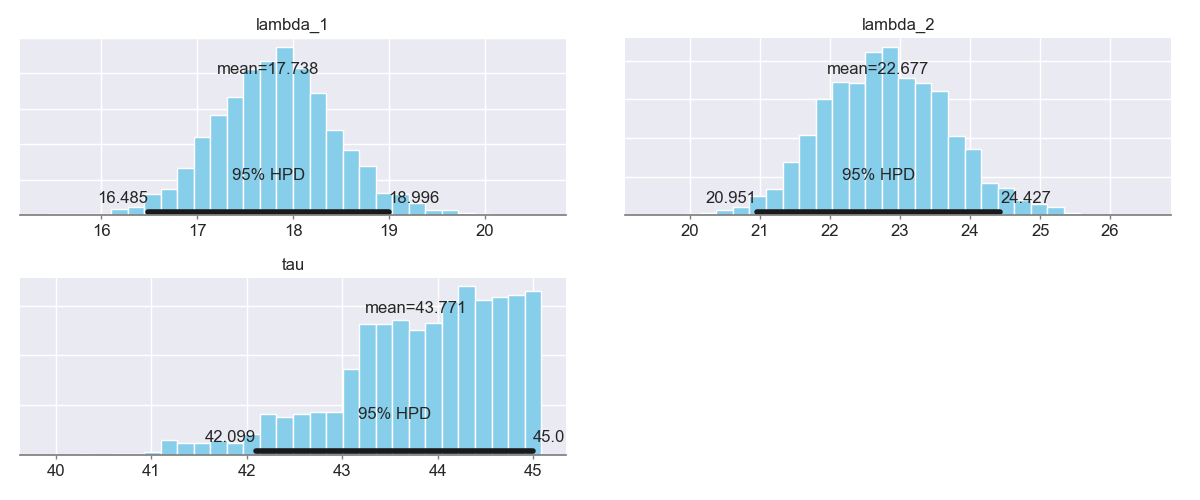 lambda_1
mean=17.738
95% HPD
16.485
18.996
16 17 18 19 20
lambda_2
mean=22.677
95% HPD
20.951
24.427
20 21 22 23 24 25 26
tau
mean=43.771
95% HPD
42.099
45.0
40 41 42 43 44 45